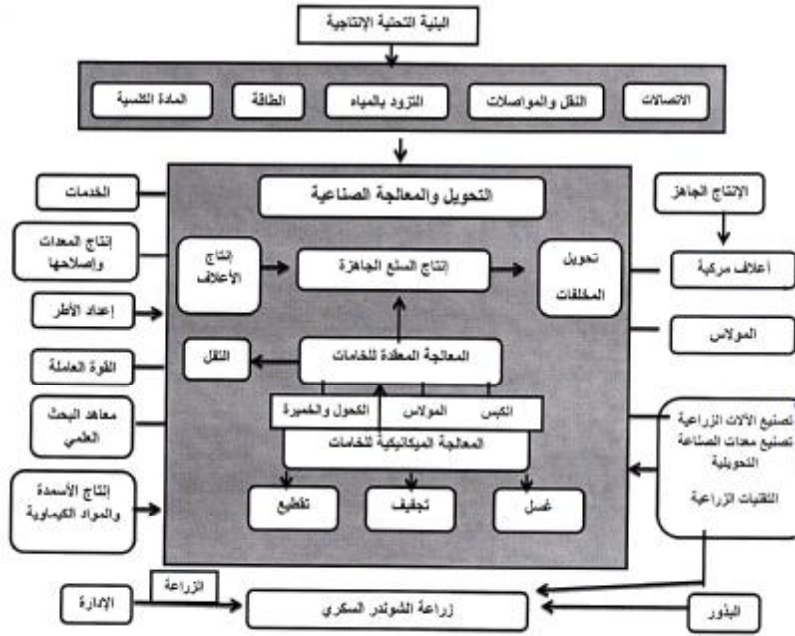 البنية التحتية الإنتاجية
الاتصالات
النقل والمواصلات
التزود بالمياه
الطاقة
المادة الكلسية
التحويل والمعالجة الصناعية
الخدمات
إنتاج المعدات
وإصلاحها
إعداد الأطر
القوة العاملة
معاهد البحث
العلمي
إنتاج الأسمدة
والمواد الكيماوية
الإنتاج الجاهز
أعلاف مركبة
المولاس
تحويل
المخلفات
إنتاج السلع الجاهزة
إنتاج
الأعلاف
المعالجة المعقدة للخامات
التفل
الكبس
المولاس
الكحول والخميرة
المعالجة الميكانيكية للخامات
غسل
تجفيف
تقطيع
تصنيع الآلات الزراعية
تصنيع معدات الصناعة
التحويلية
التقنيات الزراعية
البذور
زراعة الشوندر السكري
الزراعة
الإدارة